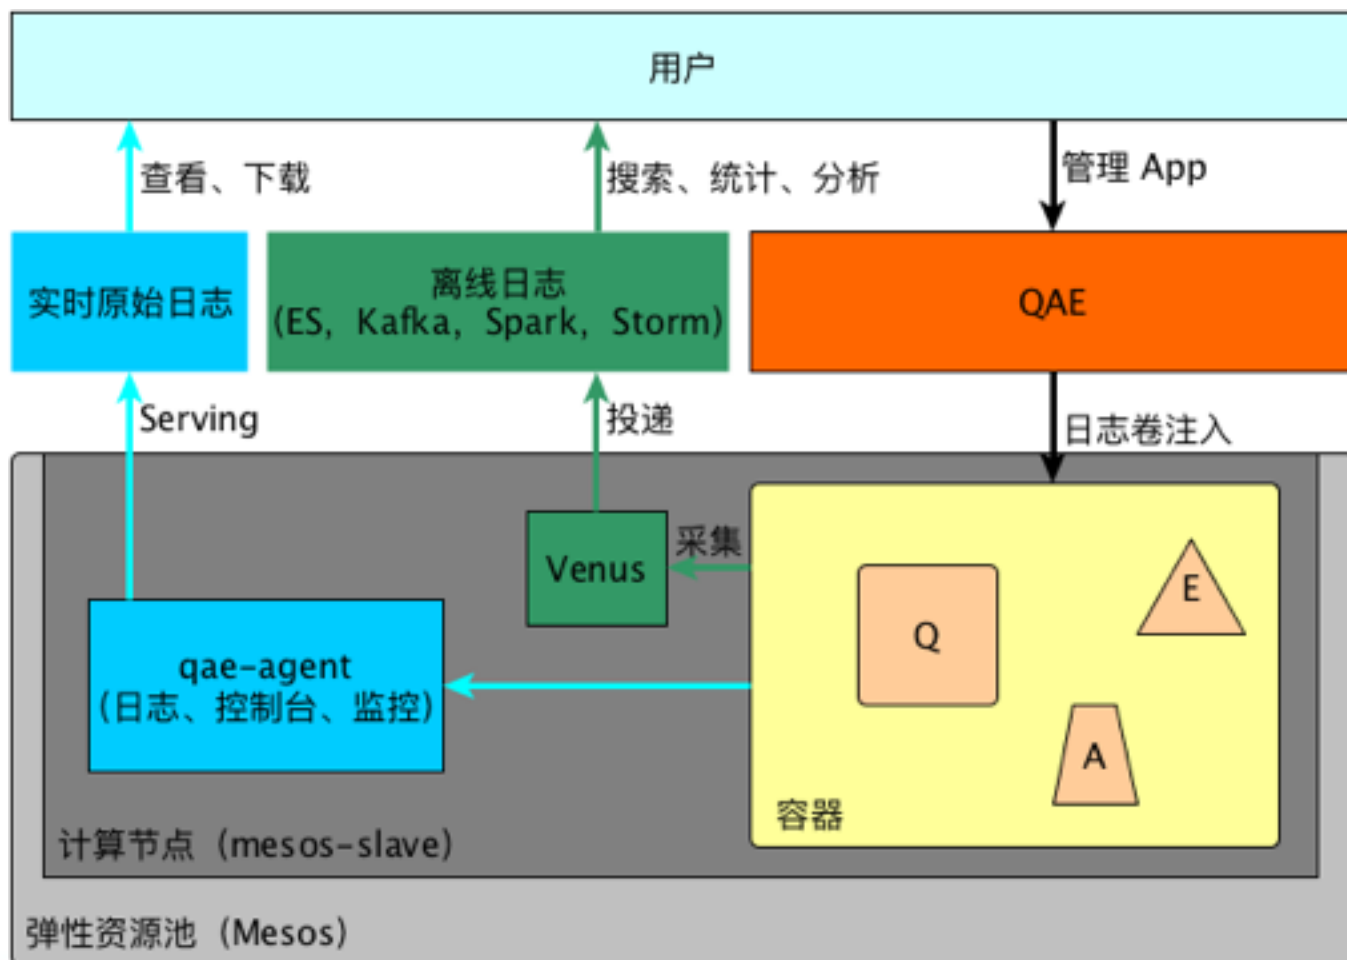 用户
查看、下载
搜索、统计、分析
管理 App
实时原始日志
离线日志
(ES, Kafka, Spark, Storm)
QAE
Serving
投递
日志卷注入
采集
Venus
E
Q
qae-agent
(日志、控制台、监控)
A
容器
计算节点（mesos-slave）
弹性资源池（Mesos）